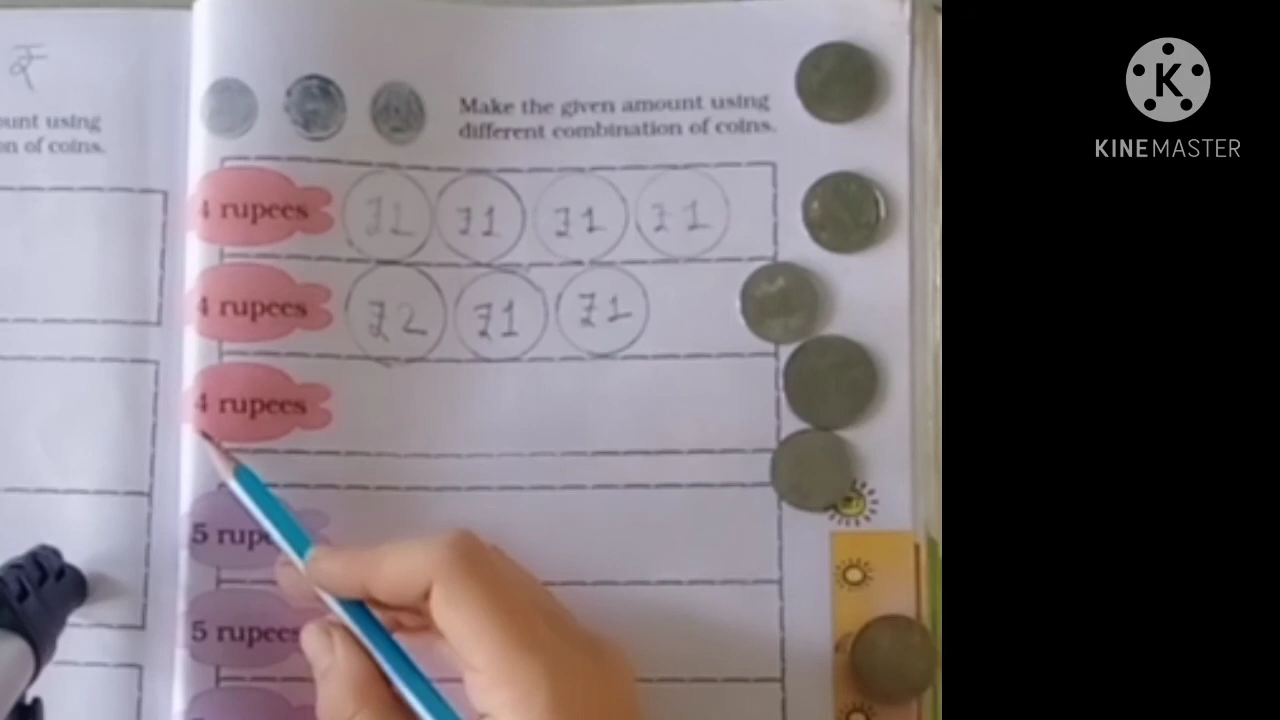 ₹
ount using
on of coins.
Make the given amount using
different combination of coins.
4 rupees ₹1 ₹1 ₹1 ₹1
4 rupees ₹2 ₹1 ₹1
4 rupees
5 rupe
5 rupees
K
KINEMASTER